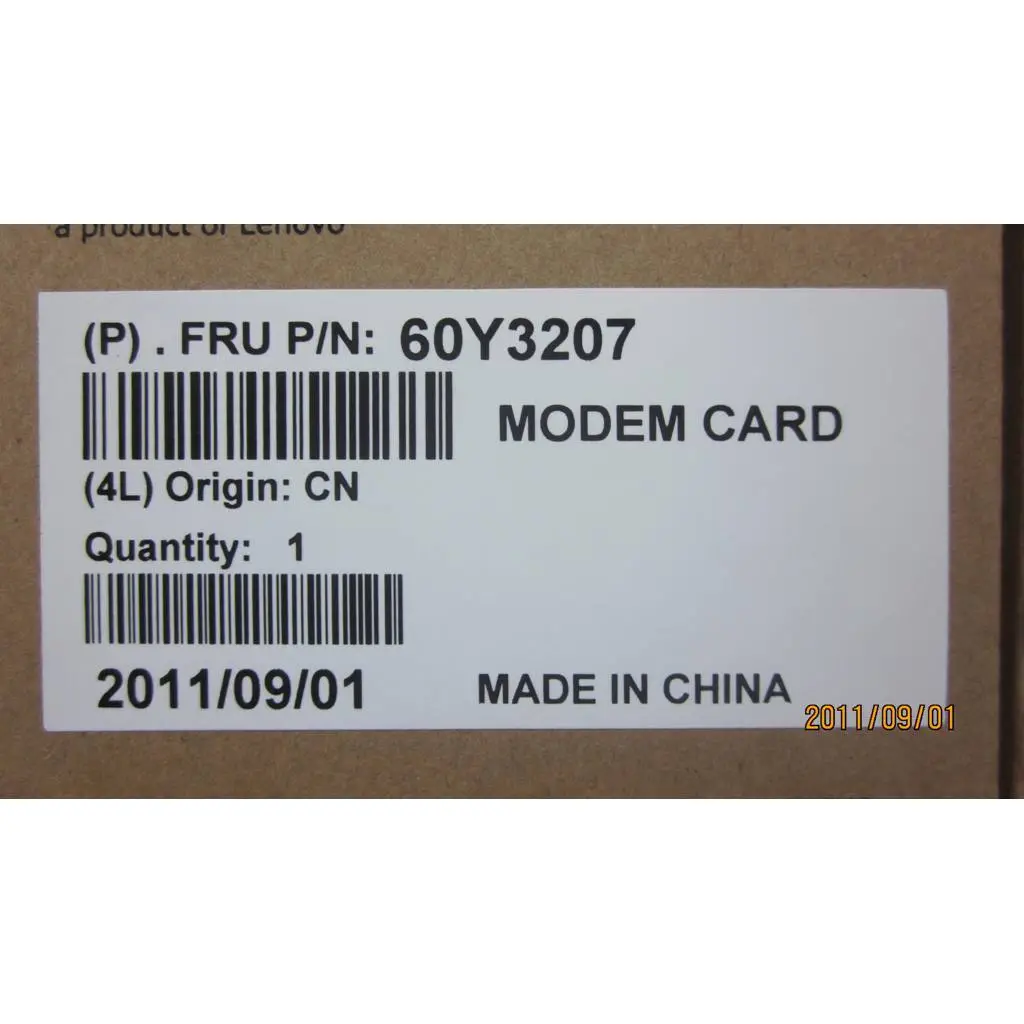 a product of Lenovo
(P) . FRU P/N: 60Y3207
MODEM CARD
(4L) Origin: CN
Quantity: 1
2011/09/01
MADE IN CHINA
2011/09/01